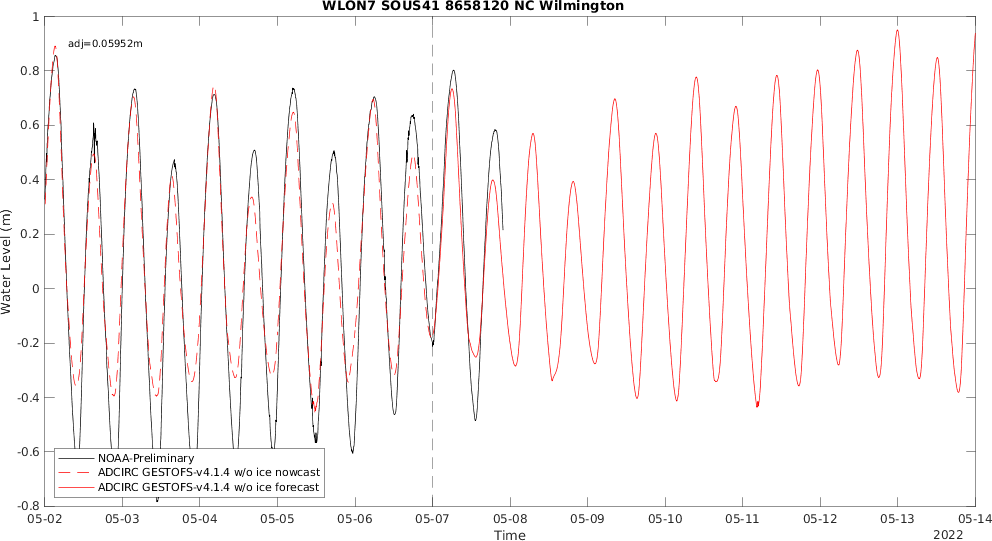 WLON7 SOUS41 8658120 NC Wilmington
adj=0.05952m
1
0.8
0.6
0.4
0.2
0
-0.2
-0.4
-0.6
-0.8
Water Level (m)
NOAA-Preliminary
ADCIRC GESTOFS-v4.1.4 w/o ice nowcast
ADCIRC GESTOFS-v4.1.4 w/o ice forecast
05-02 05-03 05-04 05-05 05-06 05-07 05-08 05-09 05-10 05-11 05-12 05-13 05-14
Time
2022